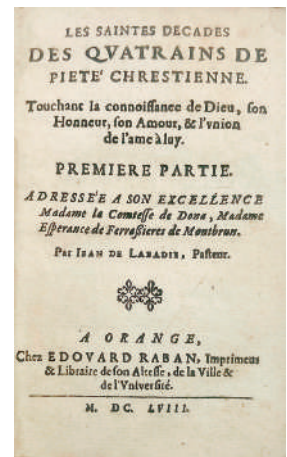 LES SAINTES DECADES
DES QVATRAINS DE
PIETE' CHRESTIENNE.
Touchant la connoiſſance de Dieu, ſon
Honneur, ſon Amour, & l'vnion
de l'ame à luy.
PREMIERE PARTIE.
ADRESSE'E A SON EXCELLENCE
Madame la Comteſſe de Dona, Madame
Eſperance de Ferraßieres de Montbrun.
Par IEAN DE LABADIE, Paſteur.
A ORANGE,
Chez EDOVARD RABAN, Imprimeur
& Libraire de ſon Alteſſe, de la Ville &
de l'Vniverſité.
M. DC. LVIII.